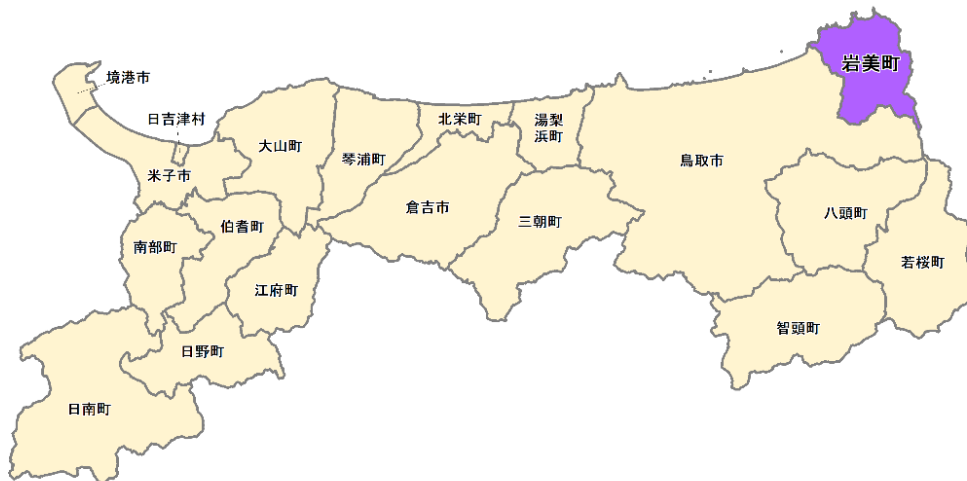 岩美町
境港市
日吉津村
大山町
北栄町
湯梨
浜町
琴浦町
鳥取市
米子市
倉吉市
三朝町
八頭町
伯耆町
南部町
若桜町
江府町
智頭町
日野町
日南町